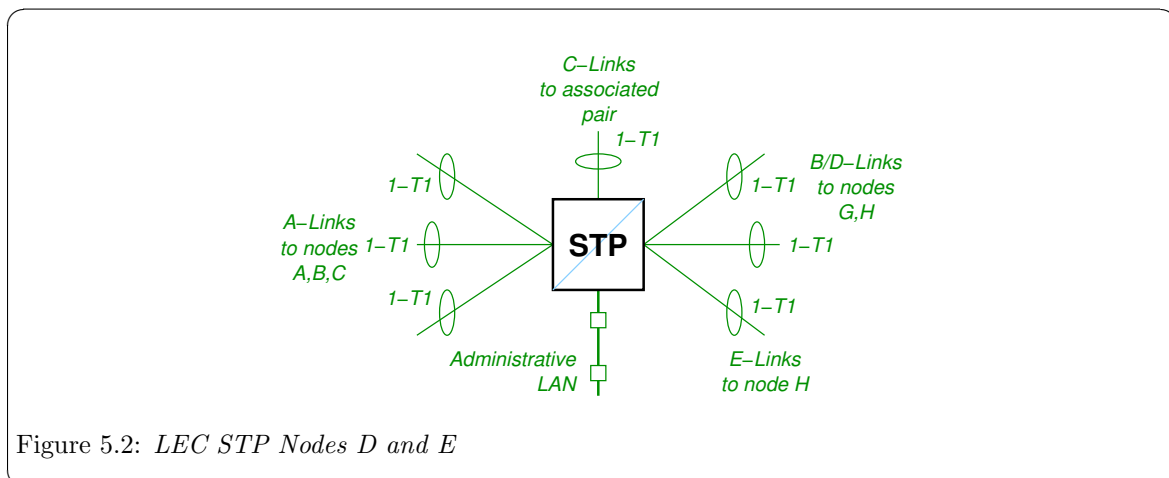 C–Links
to associated
pair
1–T1
1–T1
B/D–Links
to nodes
G,H
1–T1
A–Links
to nodes
A,B,C
1–T1
STP
1–T1
1–T1
1–T1
Administrative
LAN
E–Links
to node H
Figure 5.2: LEC STP Nodes D and E